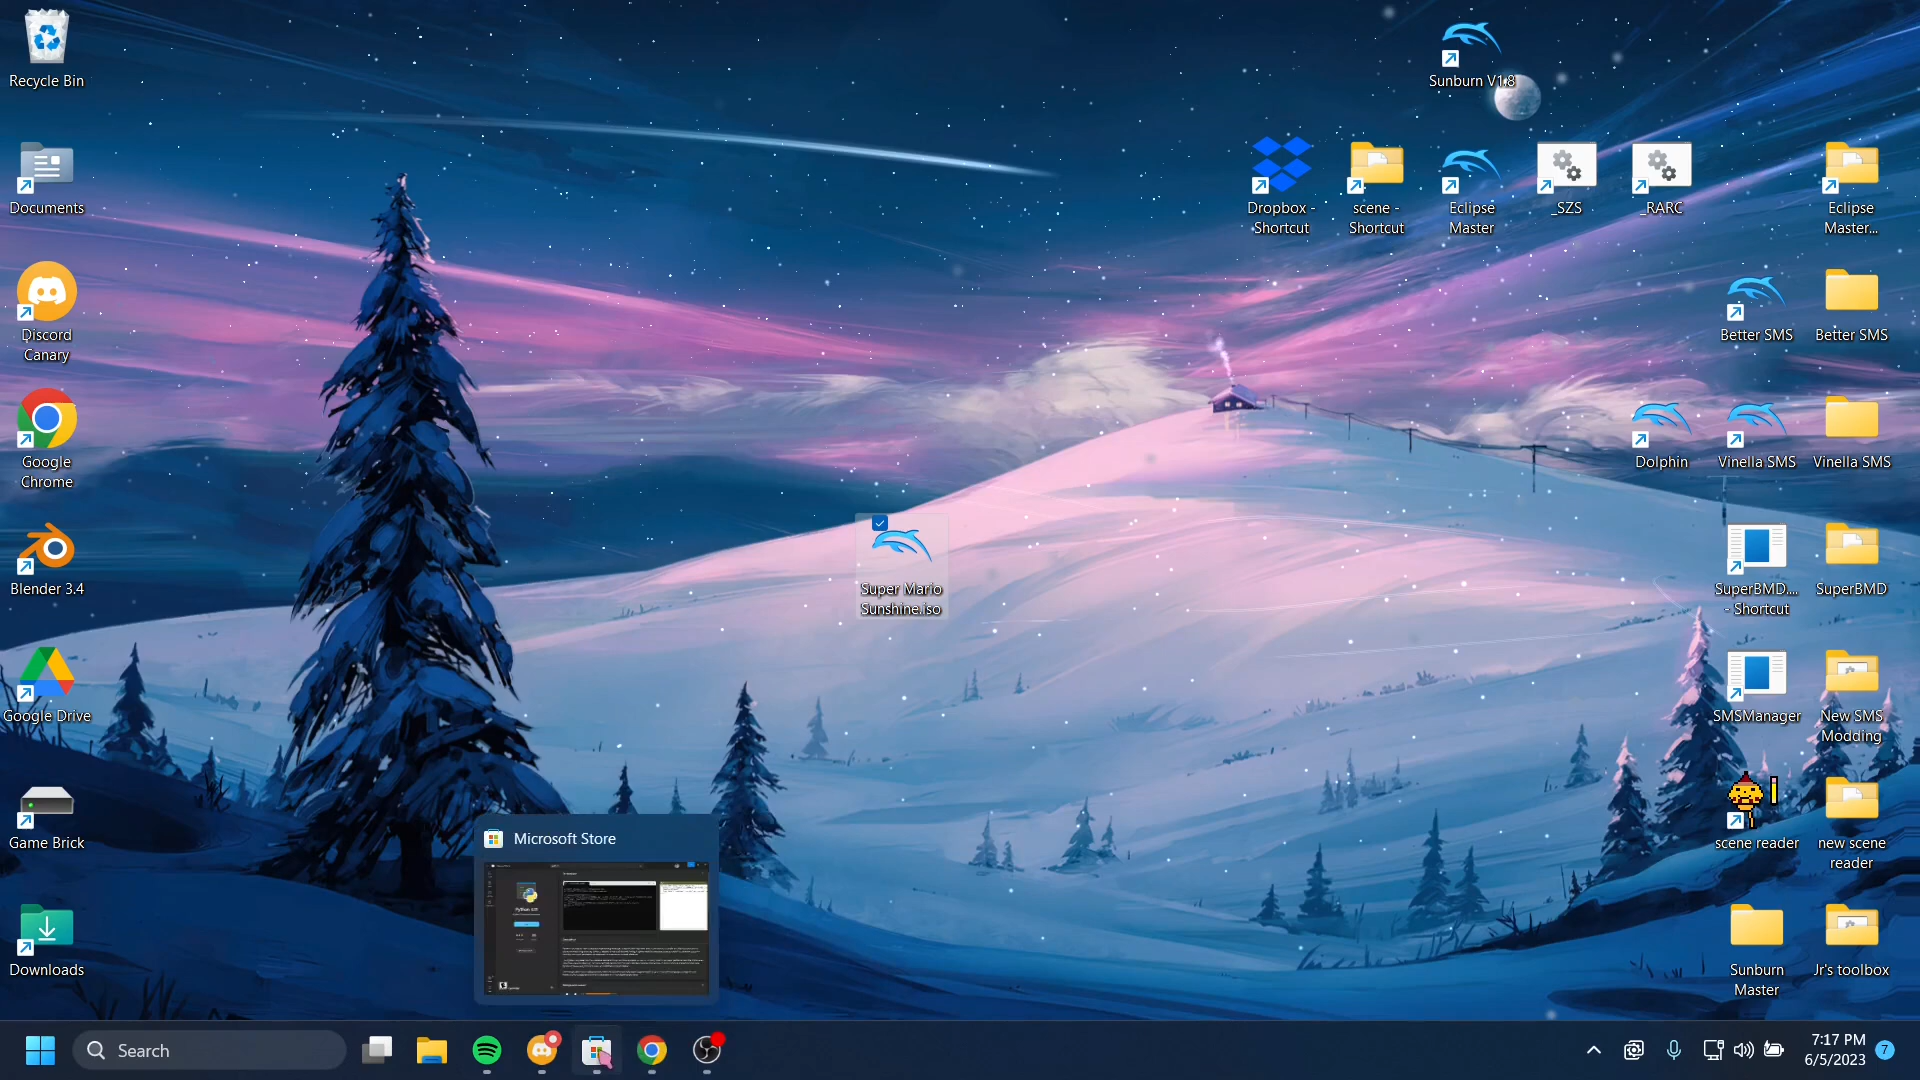 Recycle Bin
Documents
Discord
Canary
Google
Chrome
Blender 3.4
Google Drive
Game Brick
Downloads
Sunburn V1.8
Dropbox -
Shortcut
scene -
Shortcut
Eclipse
Master
_SZS
_RARC
Eclipse
Master...
Better SMS
Better SMS
Dolphin
Vinella SMS
Vinella SMS
Super Mario
Sunshine.iso
SuperBMD....
- Shortcut
SuperBMD
SMSManager
New SMS
Modding
scene reader
new scene
reader
Sunburn
Master
Jr's toolbox
Microsoft Store
Search
7:17 PM
6/5/2023
7